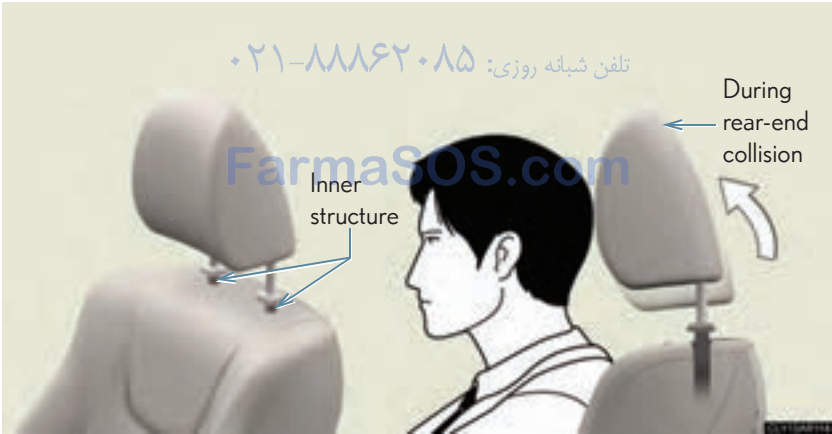 تلفن شبانه روزی: ۰۲۱-۸۸۸۶۲۰۸۵
FarmaSOS.com
Inner
structure
During
rear-end
collision